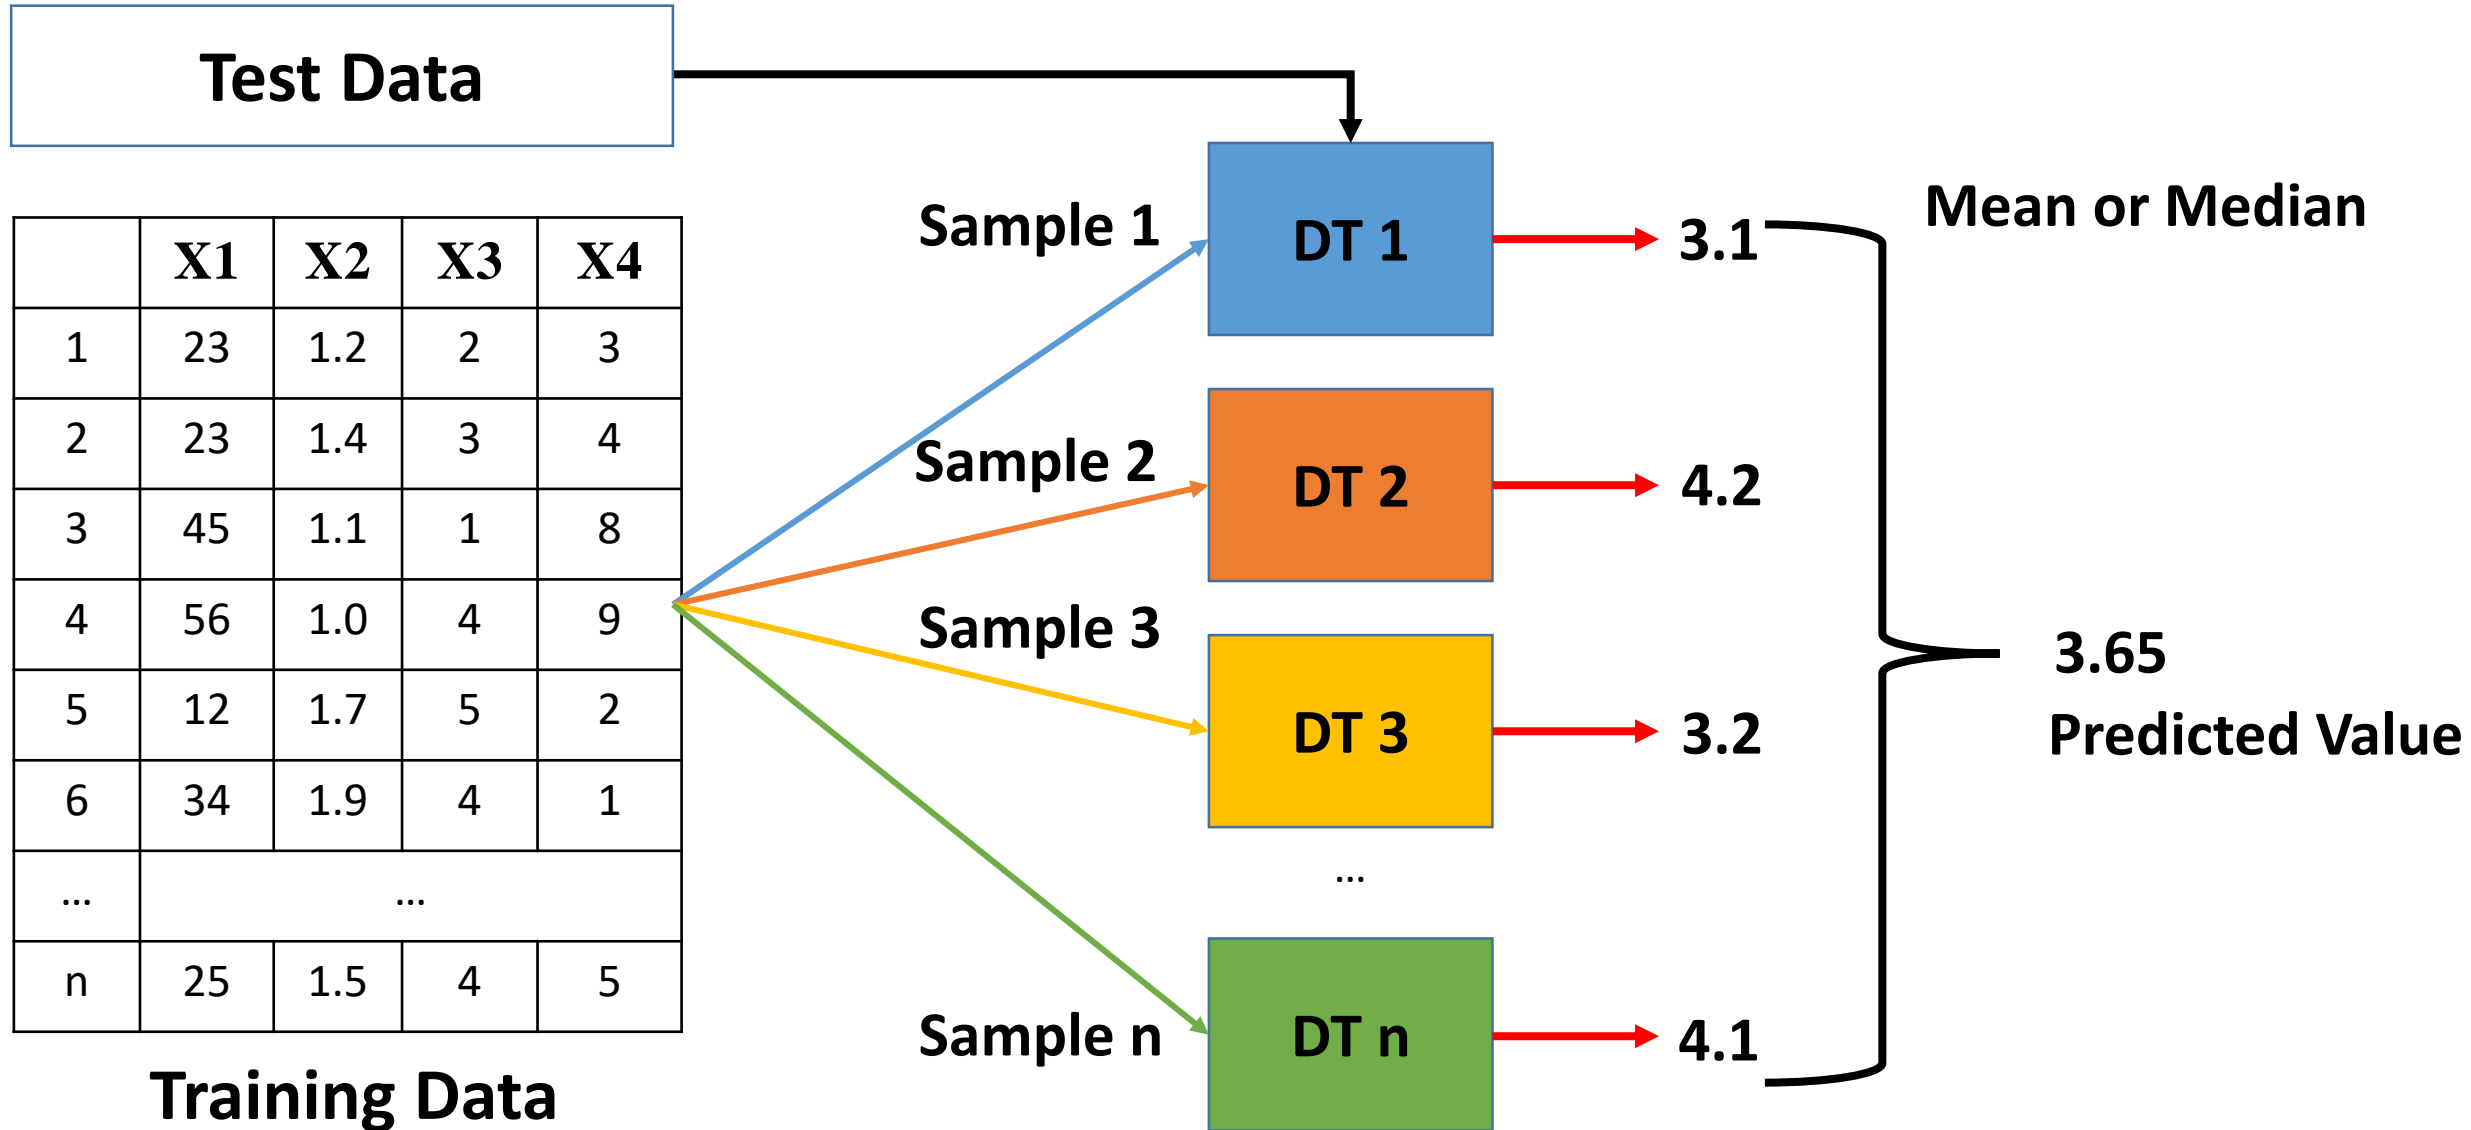 Test Data
X1 X2 X3 X4
1 23 1.2 2 3
2 23 1.4 3 4
3 45 1.1 1 8
4 56 1.0 4 9
5 12 1.7 5 2
6 34 1.9 4 1
... ...
n 25 1.5 4 5
Training Data
Sample 1
Sample 2
Sample 3
Sample n
DT 1
DT 2
DT 3
...
DT n
3.1
4.2
3.2
4.1
Mean or Median
3.65
Predicted Value